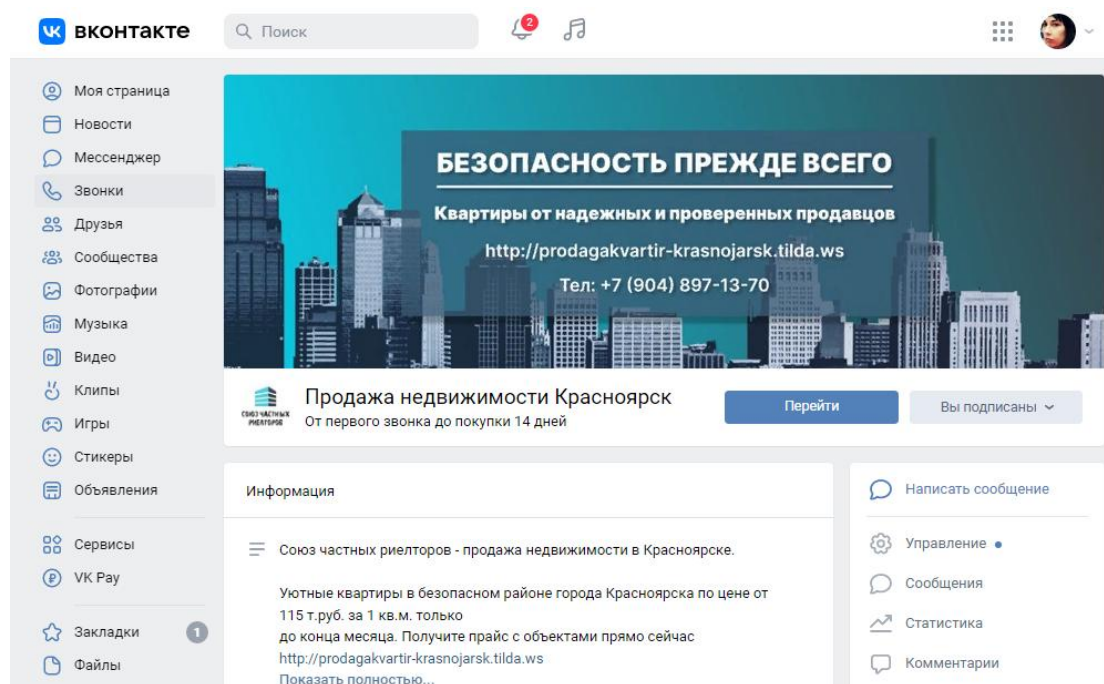 вконтакте
Поиск
2
Моя страница
Новости
Мессенджер
Звонки
Друзья
Сообщества
Фотографии
Музыка
Видео
Клипы
Игры
Стикеры
Объявления
Сервисы
VK Pay
Закладки 1
Файлы
БЕЗОПАСНОСТЬ ПРЕЖДЕ ВСЕГО
Квартиры от надежных и проверенных продавцов
http://prodagakvartir-krasnojarsk.tilda.ws
Тел: +7 (904) 897-13-70
СОЮЗ ЧАСТНЫХ
РИЕЛТОРОВ
Продажа недвижимости Красноярск
От первого звонка до покупки 14 дней
Перейти
Вы подписаны
Информация
Союз частных риелторов - продажа недвижимости в Красноярске.
Уютные квартиры в безопасном районе города Красноярска по цене от
115 т.руб. за 1 кв.м. только
до конца месяца. Получите прайс с объектами прямо сейчас
http://prodagakvartir-krasnojarsk.tilda.ws
Показать полностью...
Написать сообщение
Управление
Сообщения
Статистика
Комментарии